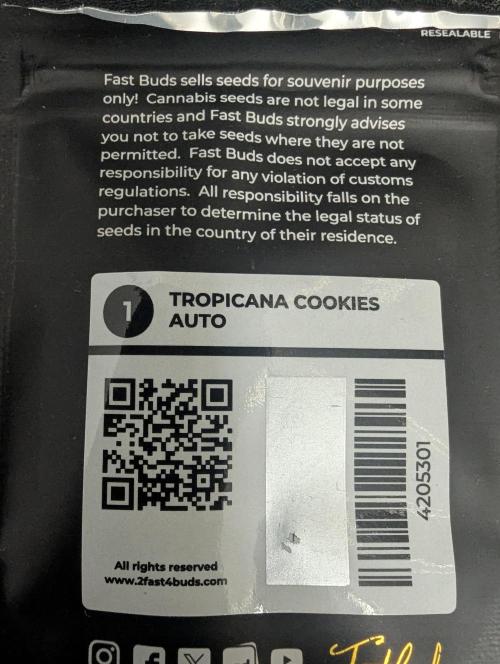 RESEALABLE
Fast Buds sells seeds for souvenir purposes
only! Cannabis seeds are not legal in some
countries and Fast Buds strongly advises
you not to take seeds where they are not
permitted. Fast Buds does not accept any
responsibility for any violation of customs
regulations. All responsibility falls on the
purchaser to determine the legal status of
seeds in the country of their residence.
1
TROPICANA COOKIES
AUTO
4205301
All rights reserved
www.2fast4buds.com